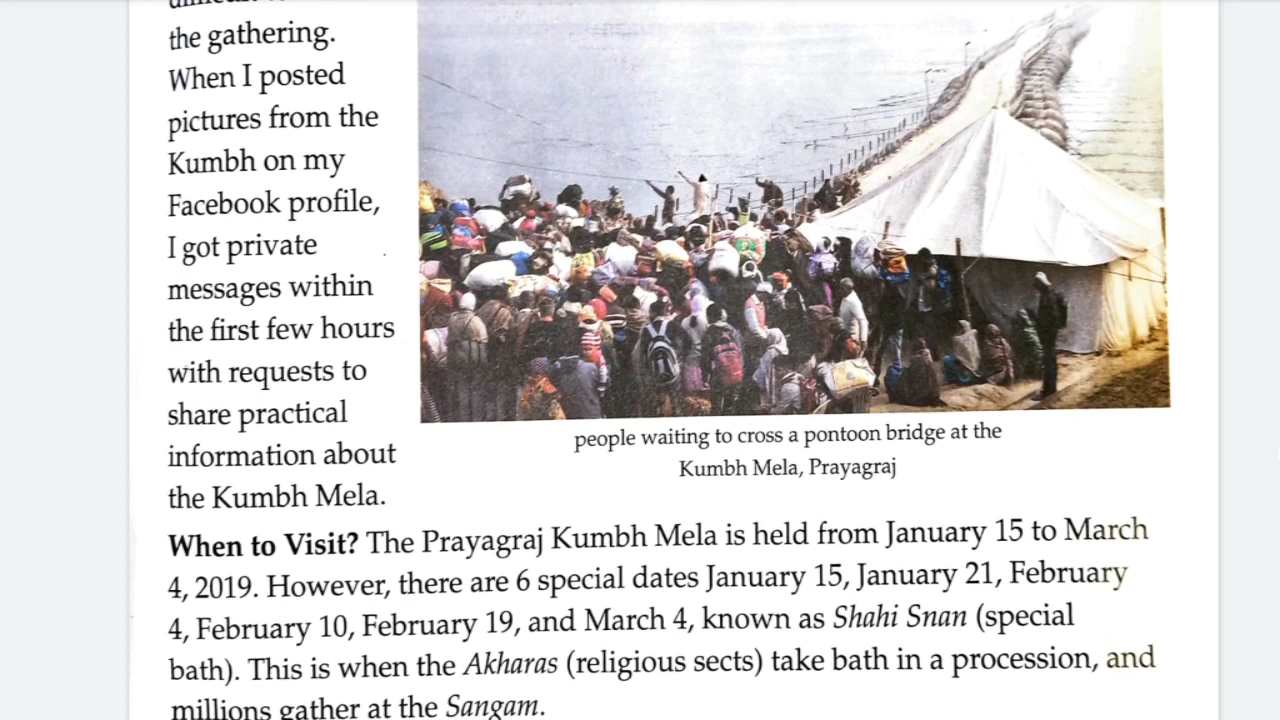 the gathering.
When I posted
pictures from the
Kumbh on my
Facebook profile,
I got private
messages within
the first few hours
with requests to
share practical
information about
the Kumbh Mela.
people waiting to cross a pontoon bridge at the
Kumbh Mela, Prayagraj
When to Visit? The Prayagraj Kumbh Mela is held from January 15 to March
4, 2019. However, there are 6 special dates January 15, January 21, February
4, February 10, February 19, and March 4, known as Shahi Snan (special
bath). This is when the Akharas (religious sects) take bath in a procession, and
millions gather at the Sangam.